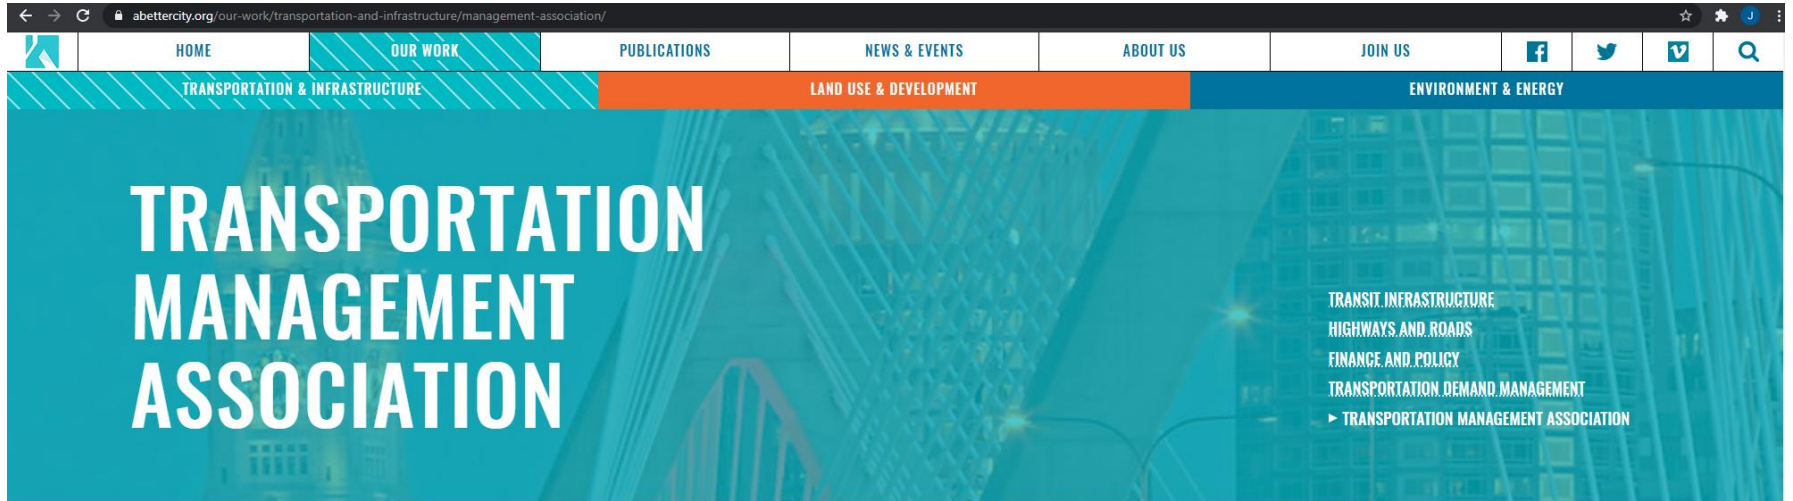 abettercity.org/our-work/transportation-and-infrastructure/management-association/
J
HOME
OUR WORK
PUBLICATIONS
NEWS & EVENTS
ABOUT US
JOIN US
TRANSPORTATION & INFRASTRUCTURE
LAND USE & DEVELOPMENT
ENVIRONMENT & ENERGY
TRANSPORTATION
MANAGEMENT
ASSOCIATION
TRANSIT INFRASTRUCTURE
HIGHWAYS AND ROADS
FINANCE AND POLICY
TRANSPORTATION DEMAND MANAGEMENT
► TRANSPORTATION MANAGEMENT ASSOCIATION